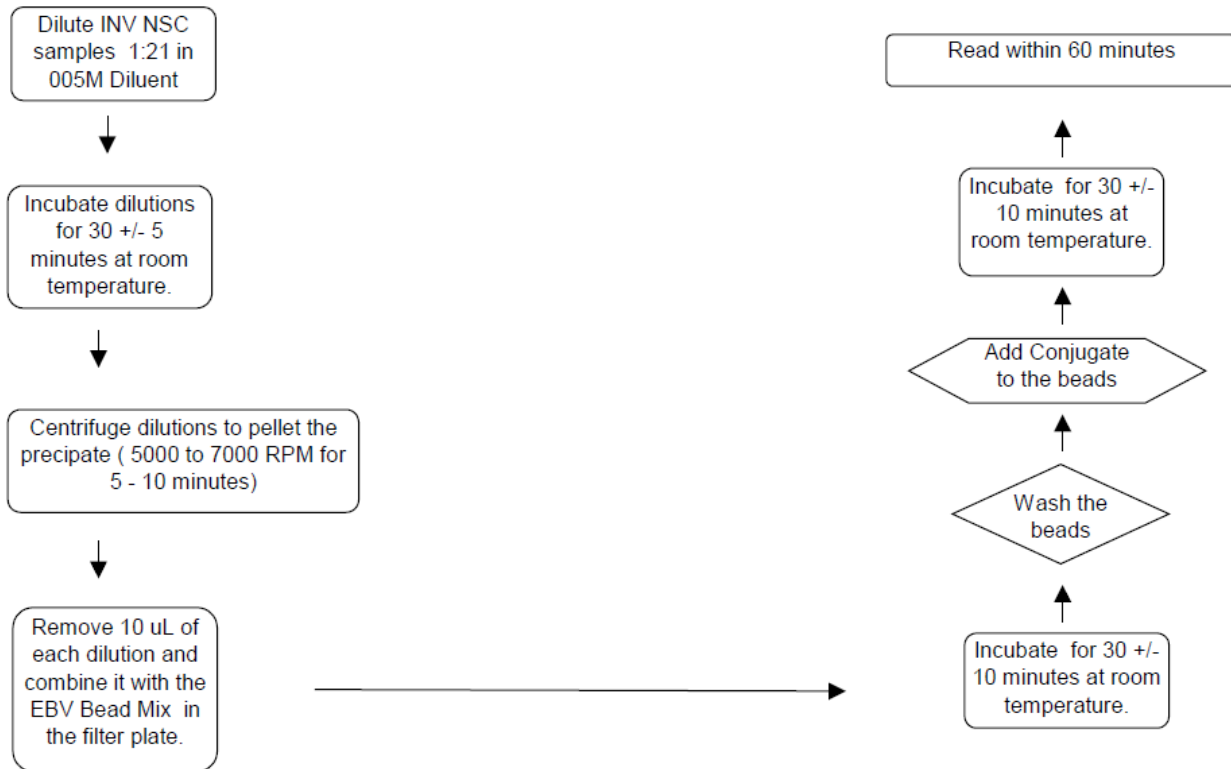 Dilute INV NSC
samples 1:21 in
005M Diluent
Incubate dilutions
for 30 +/- 5
minutes at room
temperature.
Centrifuge dilutions to pellet the
precipate ( 5000 to 7000 RPM for
5 - 10 minutes)
Remove 10 uL of
each dilution and
combine it with the
EBV Bead Mix in
the filter plate.
Incubate for 30 +/-
10 minutes at room
temperature.
Wash the
beads
Add Conjugate
to the beads
Incubate for 30 +/-
10 minutes at
room temperature.
Read within 60 minutes